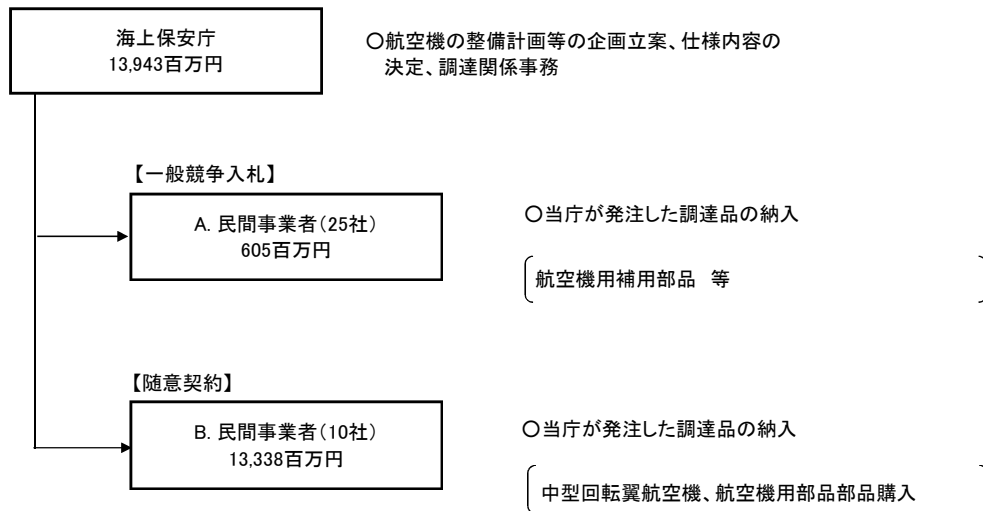 海上保安庁
13,943百万円
○航空機の整備計画等の企画立案、仕様内容の
決定、調達関係事務
【一般競争入札】
A. 民間事業者(25社)
605百万円
○当庁が発注した調達品の納入
航空機用補用部品 等
【随意契約】
B. 民間事業者(10社)
13,338百万円
○当庁が発注した調達品の納入
中型回転翼航空機、航空機用部品部品購入